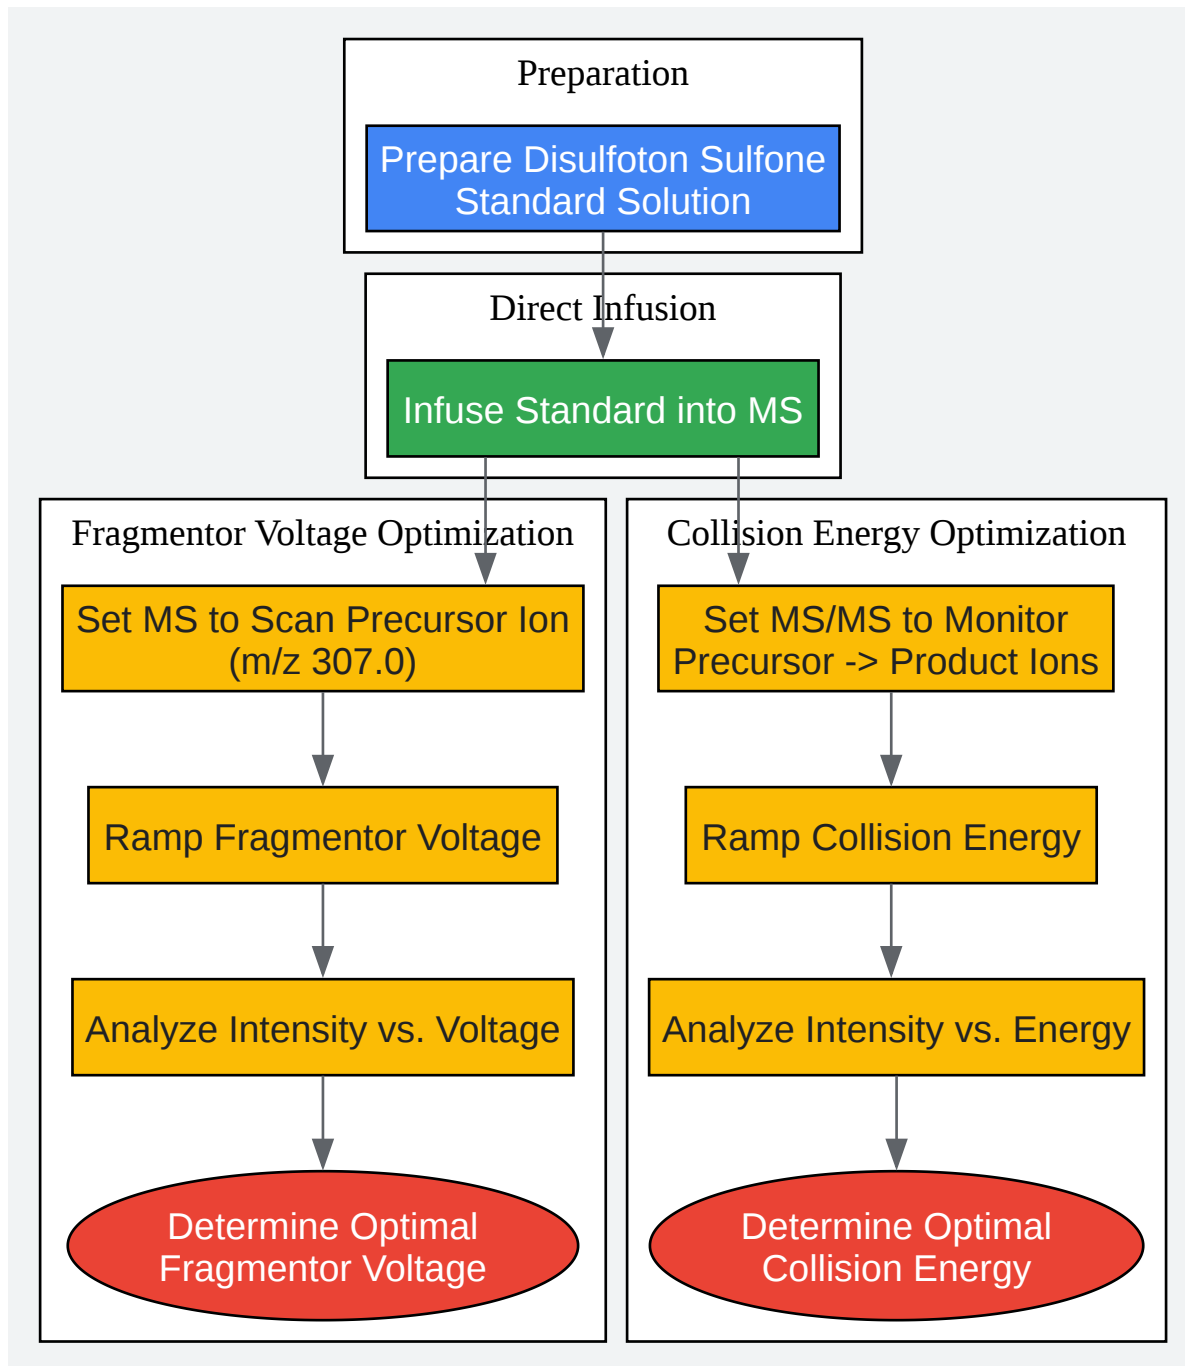 Preparation
Prepare Disulfoton Sulfone
Standard Solution
Direct Infusion
Infuse Standard into MS
Fragmentor Voltage Optimization
Set MS to Scan Precursor Ion
(m/z 307.0)
Ramp Fragmentor Voltage
Analyze Intensity vs. Voltage
Determine Optimal
Fragmentor Voltage
Collision Energy Optimization
Set MS/MS to Monitor
Precursor -> Product Ions
Ramp Collision Energy
Analyze Intensity vs. Energy
Determine Optimal
Collision Energy